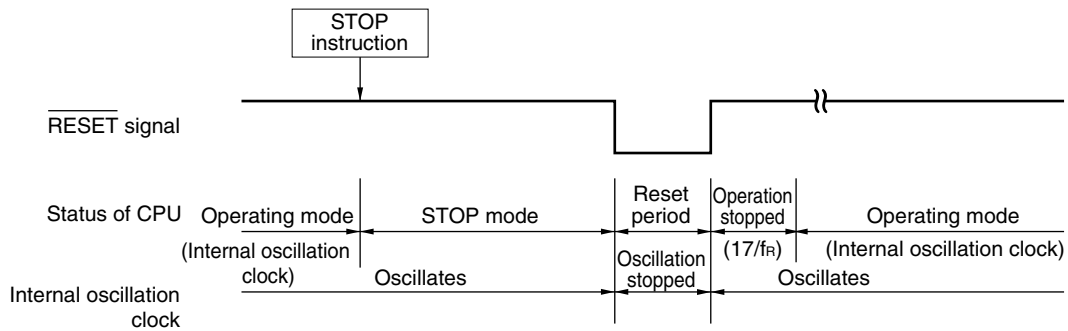 STOP
instruction
RESET signal
Status of CPU
Operating mode
(Internal oscillation
clock)
STOP mode
Reset
period
Operation
stopped
(17/fR)
Operating mode
(Internal oscillation clock)
Internal oscillation
clock
Oscillates
Oscillation
stopped
Oscillates